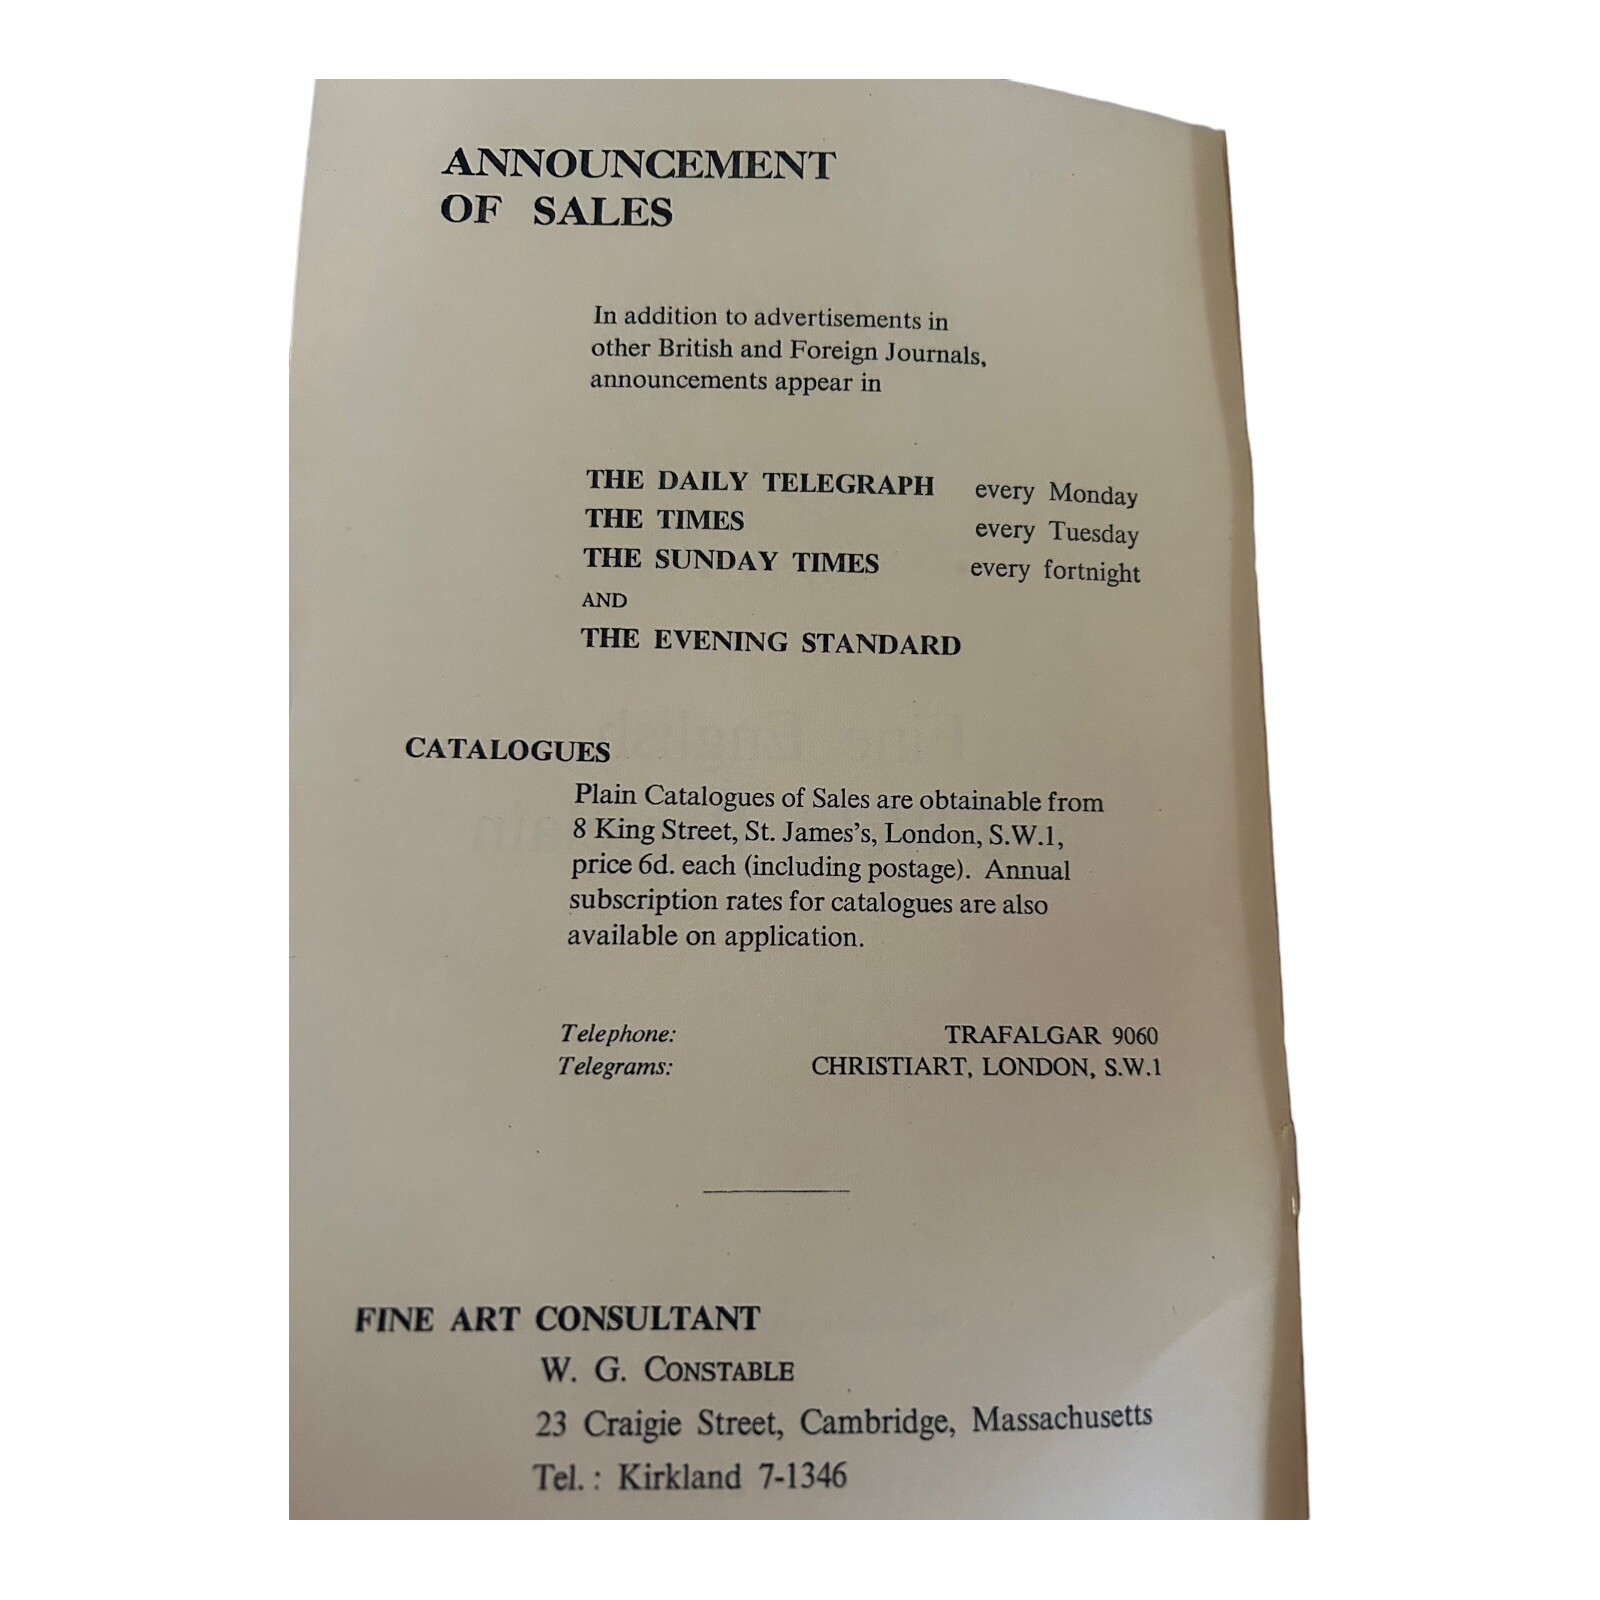 ANNOUNCEMENT
OF SALES
In addition to advertisements in
other British and Foreign Journals,
announcements appear in
THE DAILY TELEGRAPH every Monday
THE TIMES every Tuesday
THE SUNDAY TIMES every fortnight
AND
THE EVENING STANDARD
CATALOGUES
Plain Catalogues of Sales are obtainable from
8 King Street, St. James's, London, S.W.1,
price 6d. each (including postage). Annual
subscription rates for catalogues are also
available on application.
Telephone: TRAFALGAR 9060
Telegrams: CHRISTIART, LONDON, S.W.1
FINE ART CONSULTANT
W. G. CONSTABLE
23 Craigie Street, Cambridge, Massachusetts
Tel.: Kirkland 7-1346